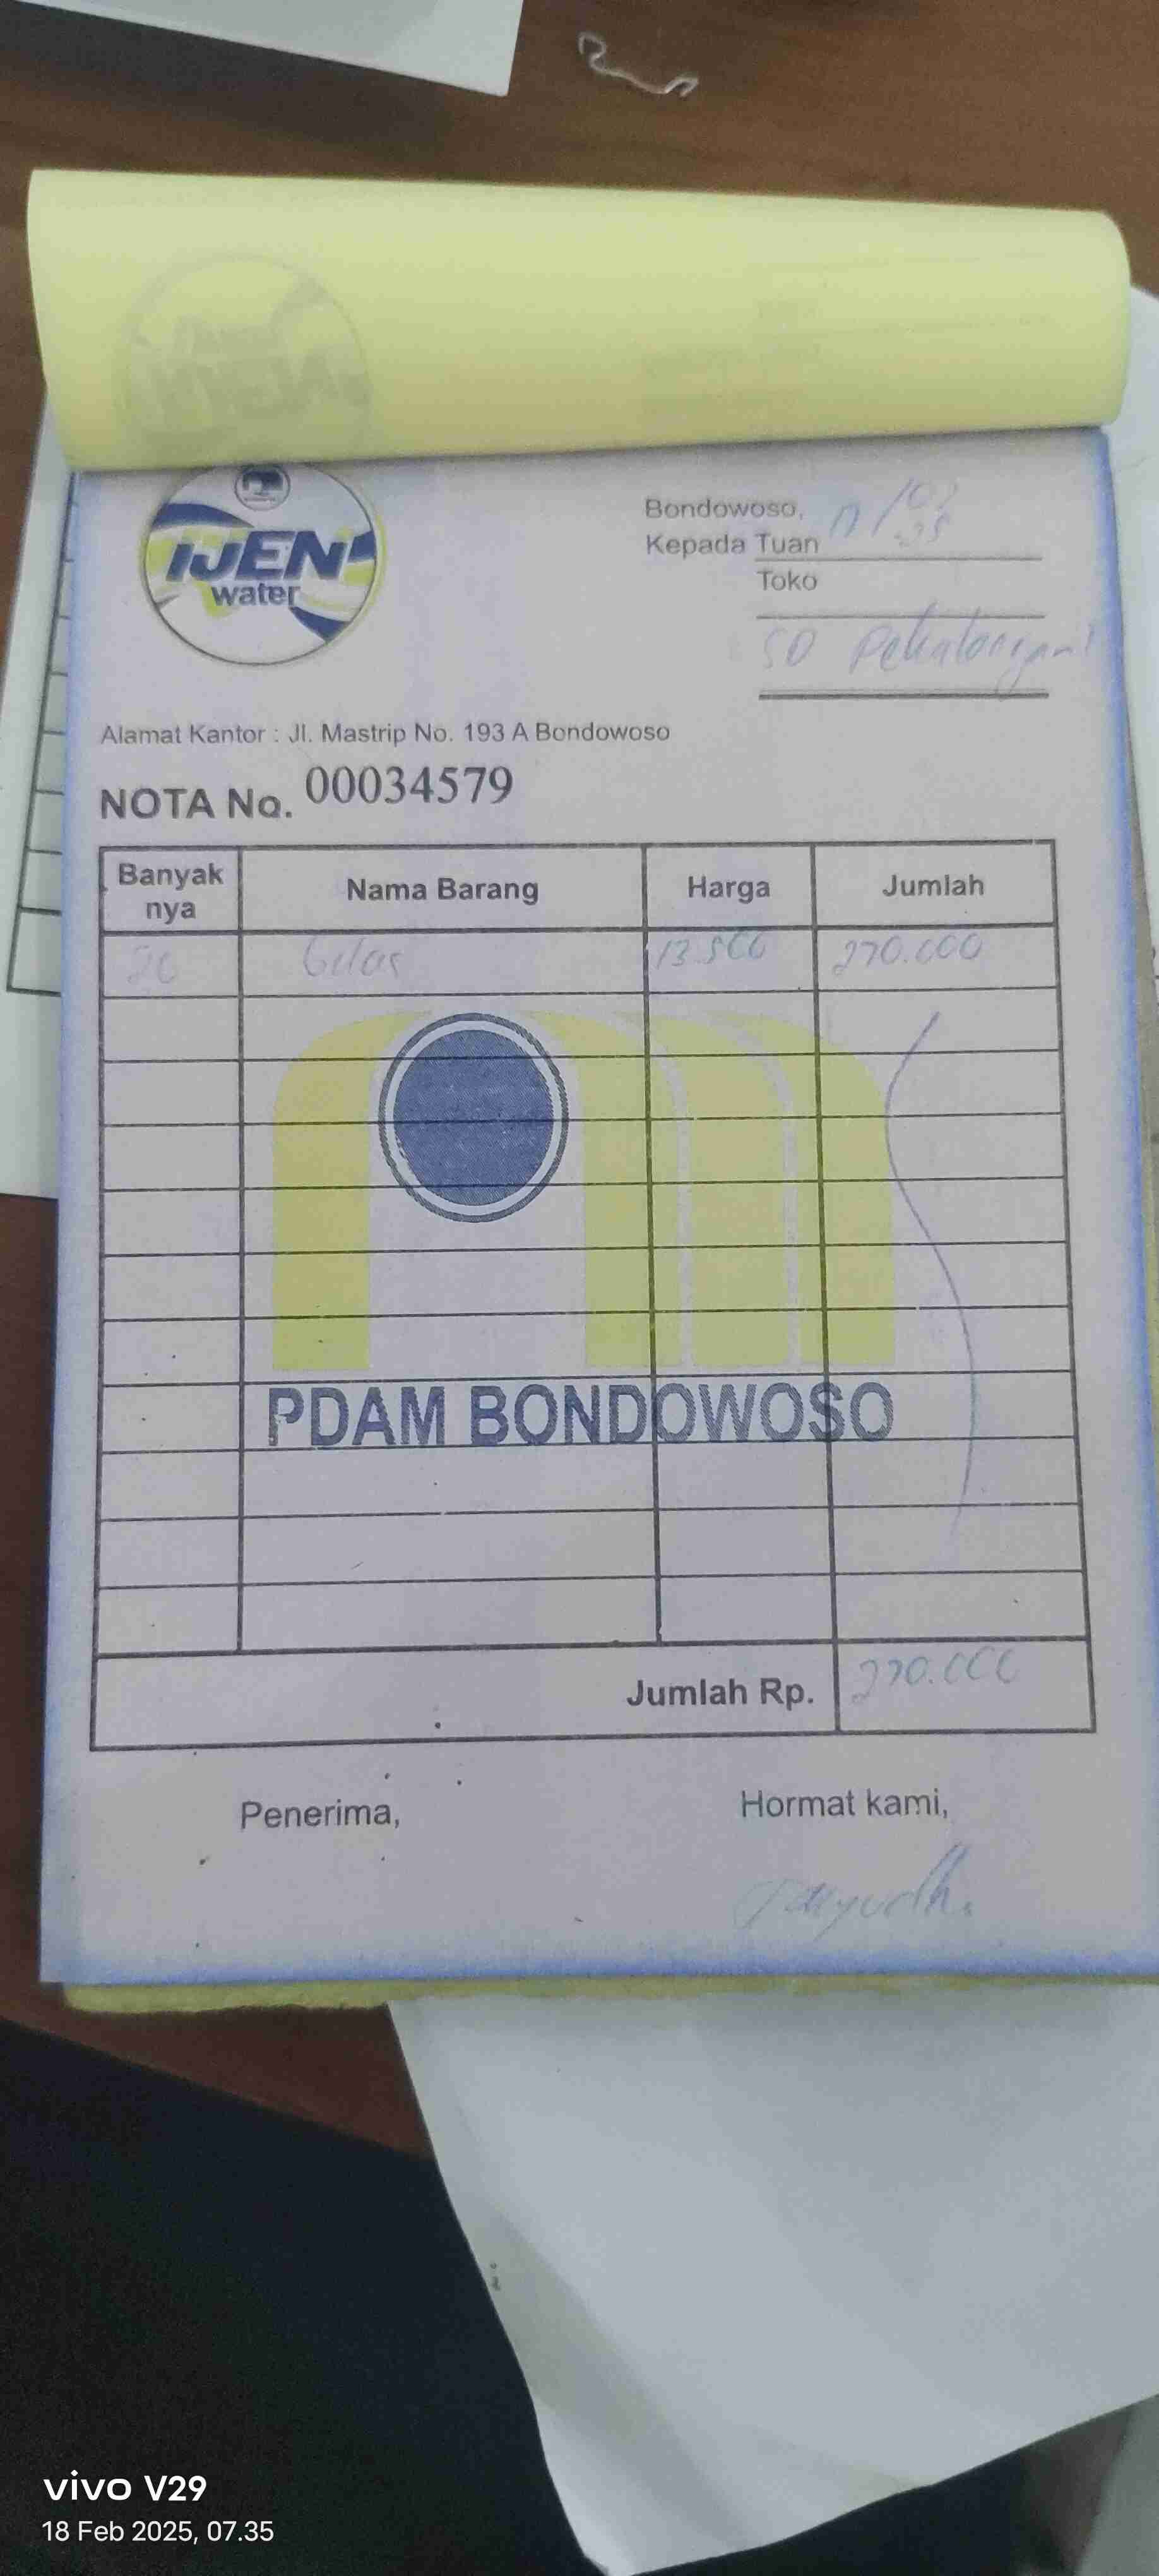 IJEN
water
Bondowoso, 17/02
25
Kepada Tuan
Toko
SD Pekalongan 1
Alamat Kantor : Jl. Mastrip No. 193 A Bondowoso
NOTA No. 00034579
Banyak nya Nama Barang Harga Jumlah
20 Gelas 13.500 270.000
PDAM BONDOWOSO
Jumlah Rp. 270.000
Penerima, Hormat kami,
vivo V29
18 Feb 2025, 07.35